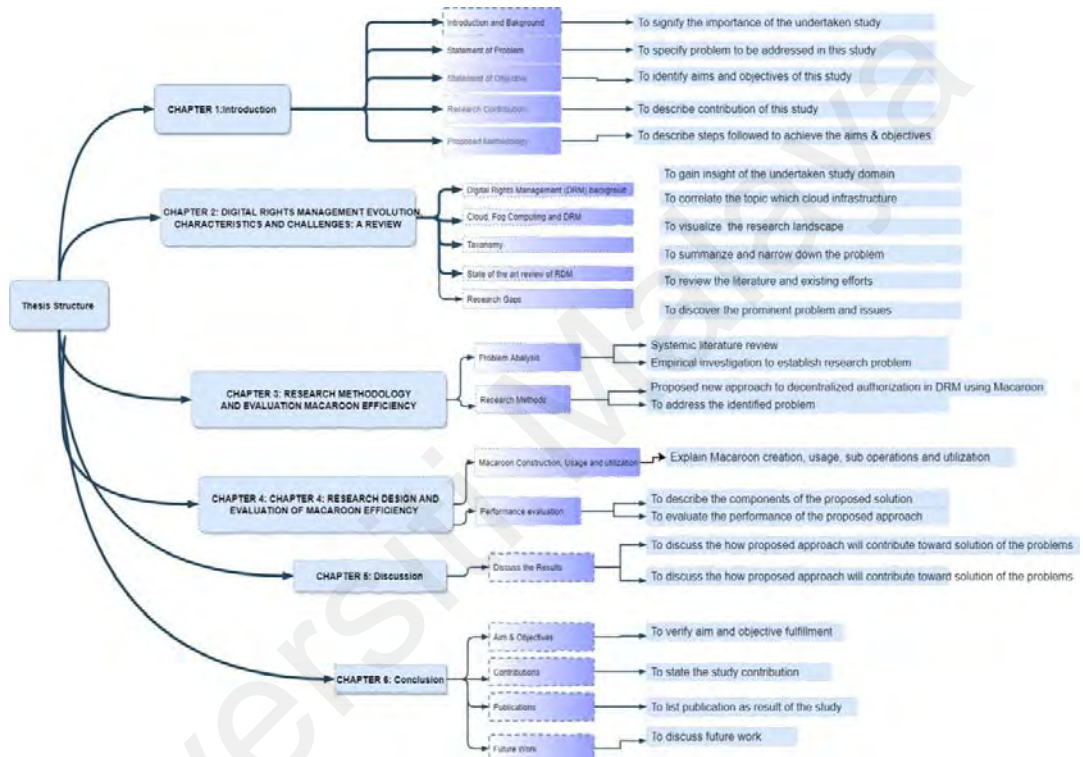 Thesis Structure
CHAPTER 1:Introduction
Introduction and Bakground
To signify the importance of the undertaken study
Statement of Problem
To specify problem to be addressed in this study
Statement of Objective
To identify aims and objectives of this study
Research Contribution
To describe contribution of this study
Proposed Methodology
To describe steps followed to achieve the aims & objectives
CHAPTER 2: DIGITAL RIGHTS MANAGEMENT EVOLUTION,
CHARACTERISTICS AND CHALLENGES: A REVIEW
Digital Rights Management (DRM) background
Cloud, Fog Computing and DRM
Taxonomy
State of the art review of RDM
Research Gaps
To gain insight of the undertaken study domain
To correlate the topic which cloud infrastructure
To visualize the research landscape
To summarize and narrow down the problem
To review the literature and existing efforts
To discover the prominent problem and issues
CHAPTER 3: RESEARCH METHODOLOGY
AND EVALUATION MACAROON EFFICIENCY
Problem Analysis
Systemic literature review
Empirical investigation to establish research problem
Research Methods
Proposed new approach to decentralized authorization in DRM using Macaroon
To address the identified problem
CHAPTER 4: CHAPTER 4: RESEARCH DESIGN AND
EVALUATION OF MACAROON EFFICIENCY
Macaroon Construction, Usage and utilization
Explain Macaroon creation, usage, sub operations and utilization
Performance evaluation
To describe the components of the proposed solution
To evaluate the performance of the proposed approach
CHAPTER 5: Discussion
Discuss the Results
To discuss the how proposed approach will contribute toward solution of the problems
To discuss the how proposed approach will contribute toward solution of the problems
CHAPTER 6: Conclusion
Aim & Objectives
To verify aim and objective fulfillment
Contributions
To state the study contribution
Publications
To list publication as result of the study
Future Work
To discuss future work
versiti Malaya